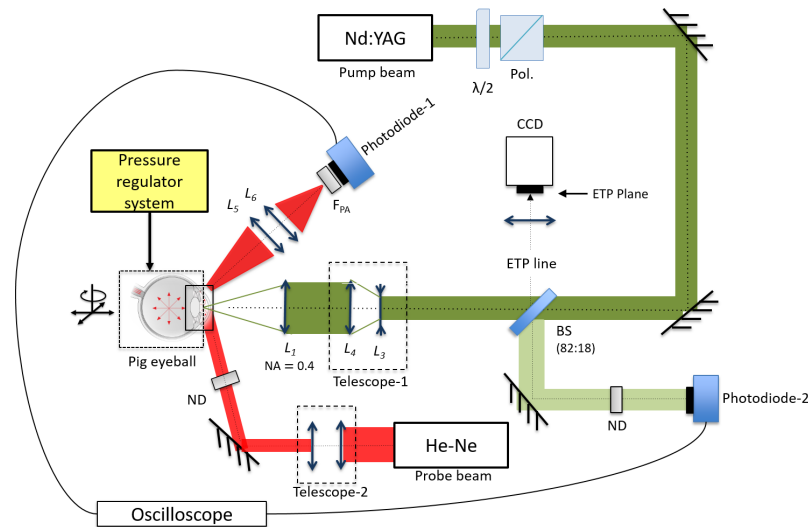 Nd:YAG
Pump beam
λ/2
Pol.
Photodiode-1
CCD
ETP Plane
Pressure
regulator
system
L5
L6
FPA
ETP line
Pig eyeball
L1
NA = 0.4
L4
L3
Telescope-1
BS
(82:18)
ND
Photodiode-2
ND
He-Ne
Probe beam
Telescope-2
Oscilloscope